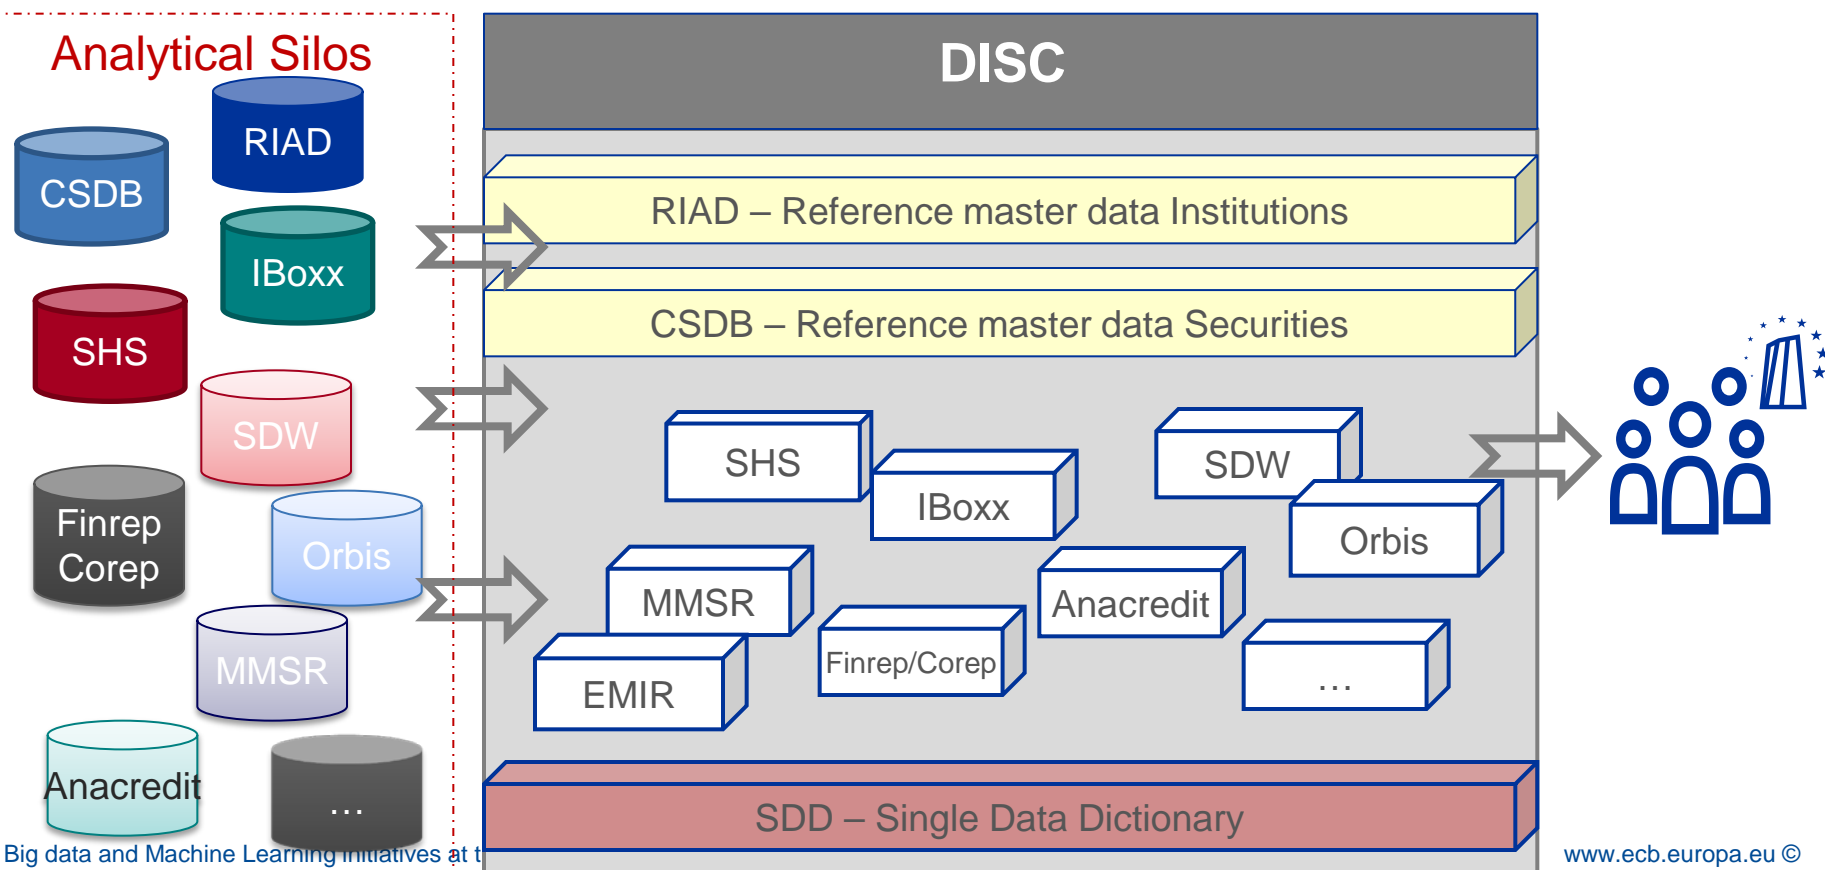 Analytical Silos
RIAD
CSDB
IBoxx
SHS
SDW
Finrep
Corep
Orbis
MMSR
Anacredit
…
DISC
RIAD – Reference master data Institutions
CSDB – Reference master data Securities
SHS
IBoxx
SDW
Orbis
MMSR
Anacredit
EMIR
Finrep/Corep
…
SDD – Single Data Dictionary
Big data and Machine Learning initiatives at t
www.ecb.europa.eu ©